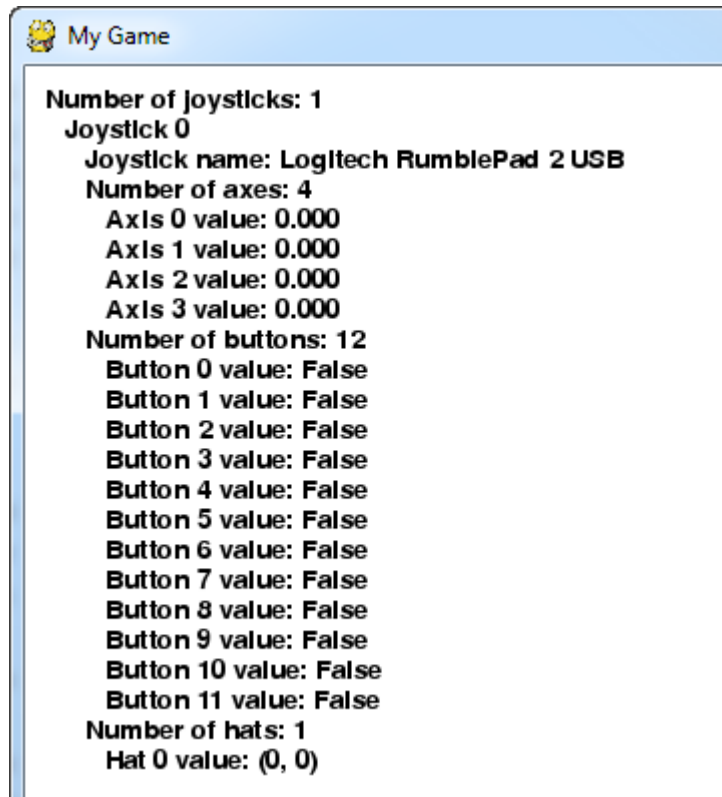 My Game
Number of joysticks: 1
Joystick 0
Joystick name: Logitech RumblePad 2 USB
Number of axes: 4
Axis 0 value: 0.000
Axis 1 value: 0.000
Axis 2 value: 0.000
Axis 3 value: 0.000
Number of buttons: 12
Button 0 value: False
Button 1 value: False
Button 2 value: False
Button 3 value: False
Button 4 value: False
Button 5 value: False
Button 6 value: False
Button 7 value: False
Button 8 value: False
Button 9 value: False
Button 10 value: False
Button 11 value: False
Number of hats: 1
Hat 0 value: (0, 0)